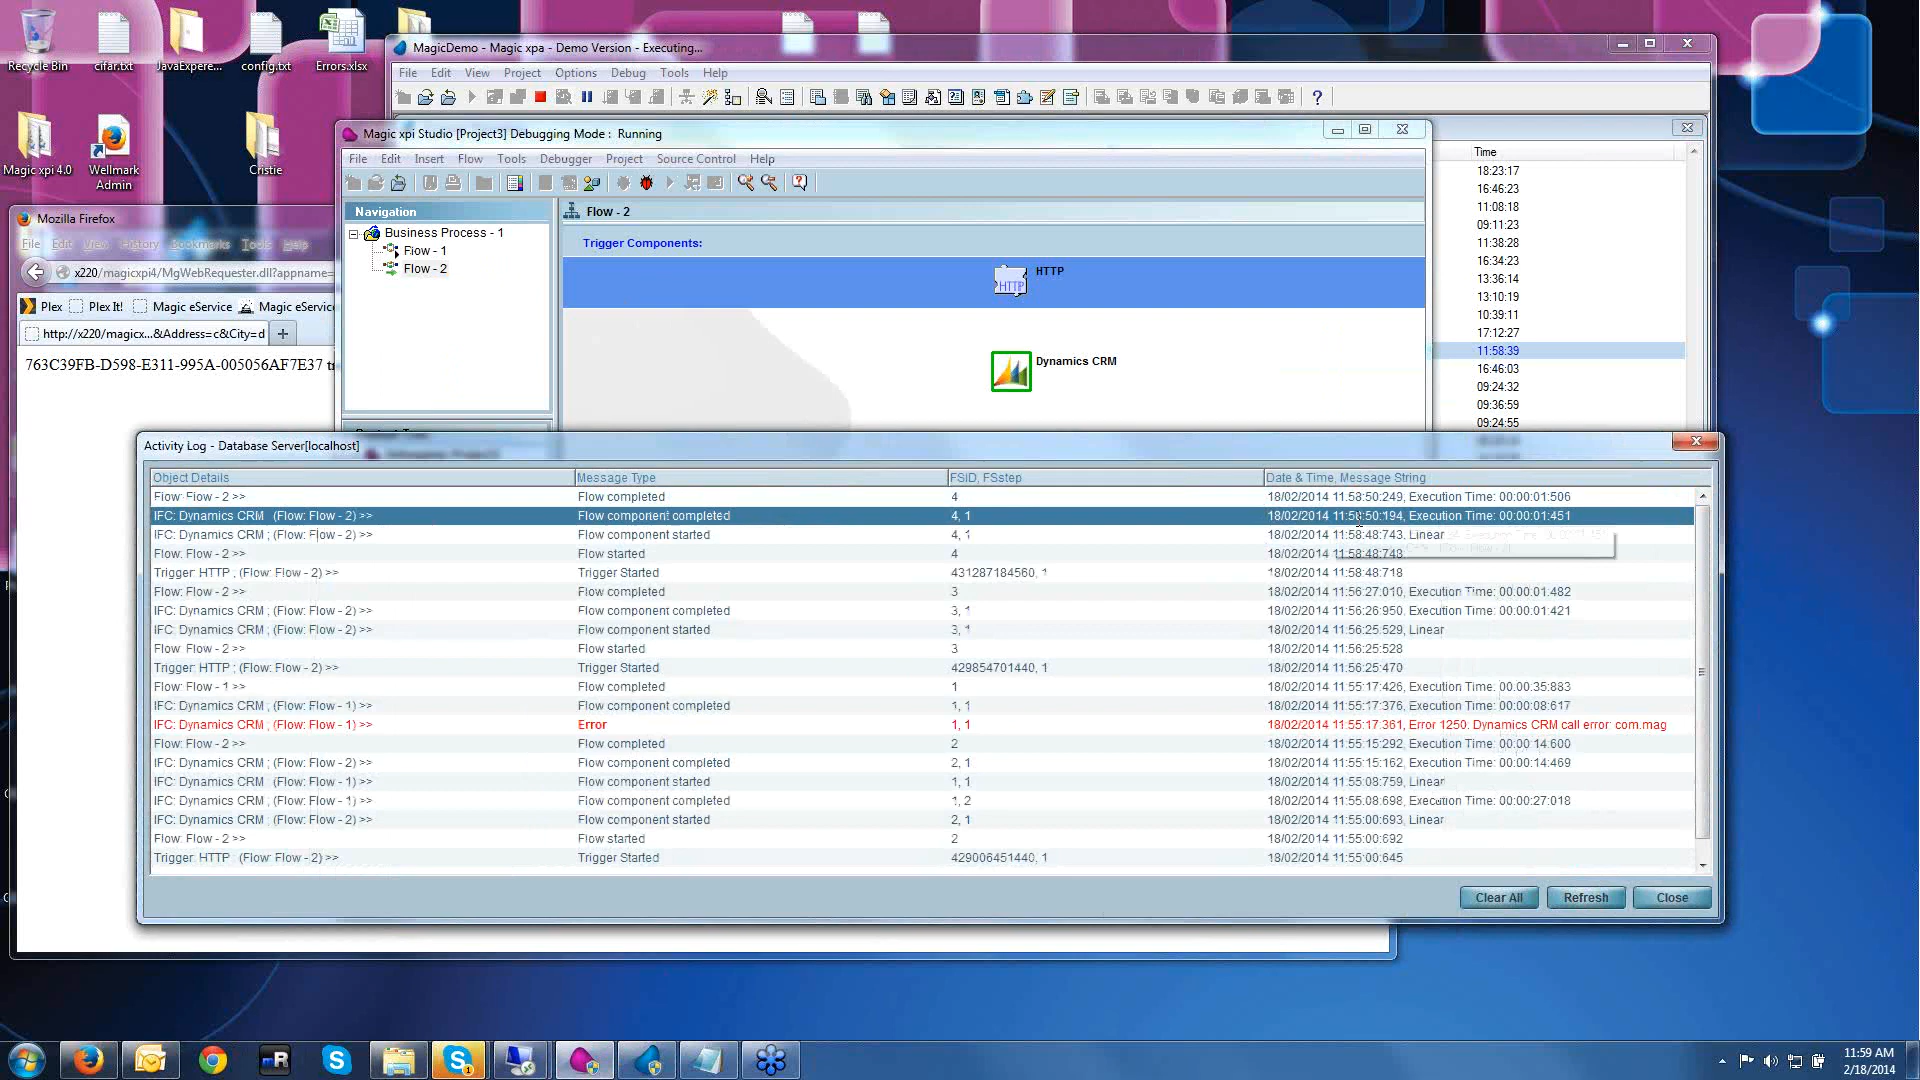 Recycle Bin
cifar.txt
JavaExpere...
config.txt
Errors.xlsx
Magic xpi 4.0
Wellmark Admin
Cristie
MagicDemo - Magic xpa - Demo Version - Executing...
File Edit View Project Options Debug Tools Help
Magic xpi Studio [Project3] Debugging Mode : Running
File Edit Insert Flow Tools Debugger Project Source Control Help
Navigation
Business Process - 1
Flow - 1
Flow - 2
Flow - 2
Trigger Components:
HTTP
HTTP
Dynamics CRM
Time
18:23:17
16:46:23
11:08:18
09:11:23
11:38:28
16:34:23
13:36:14
13:10:19
10:39:11
17:12:27
11:58:39
16:46:03
09:24:32
09:36:59
09:24:55
Mozilla Firefox
File Edit View History Bookmarks Tools Help
x220/magicxpi4/MgWebRequester.dll?appname=
Plex Plex It! Magic eService Magic eService
http://x220/magicx...&Address=c&City=d
763C39FB-D598-E311-995A-005056AF7E37
Activity Log - Database Server[localhost]
Object Details Message Type FSID, FSstep Date & Time, Message String
Flow: Flow - 2 >> Flow completed 4 18/02/2014 11:58:50:249, Execution Time: 00:00:01:506
IFC: Dynamics CRM ; (Flow: Flow - 2) >> Flow component completed 4, 1 18/02/2014 11:58:50:194, Execution Time: 00:00:01:451
IFC: Dynamics CRM ; (Flow: Flow - 2) >> Flow component started 4, 1 18/02/2014 11:58:48:743, Linear
Flow: Flow - 2 >> Flow started 4 18/02/2014 11:58:48:748
Trigger: HTTP ; (Flow: Flow - 2) >> Trigger Started 431287184560, 1 18/02/2014 11:58:48:718
Flow: Flow - 2 >> Flow completed 3 18/02/2014 11:56:27:010, Execution Time: 00:00:01:482
IFC: Dynamics CRM ; (Flow: Flow - 2) >> Flow component completed 3, 1 18/02/2014 11:56:26:950, Execution Time: 00:00:01:421
IFC: Dynamics CRM ; (Flow: Flow - 2) >> Flow component started 3, 1 18/02/2014 11:56:25:529, Linear
Flow: Flow - 2 >> Flow started 3 18/02/2014 11:56:25:528
Trigger: HTTP ; (Flow: Flow - 2) >> Trigger Started 429854701440, 1 18/02/2014 11:56:25:470
Flow: Flow - 1 >> Flow completed 1 18/02/2014 11:55:17:426, Execution Time: 00:00:35:883
IFC: Dynamics CRM ; (Flow: Flow - 1) >> Flow component completed 1, 1 18/02/2014 11:55:17:376, Execution Time: 00:00:08:617
IFC: Dynamics CRM ; (Flow: Flow - 1) >> Error 1, 1 18/02/2014 11:55:17:361, Error 1250: Dynamics CRM call error: com.mag
Flow: Flow - 2 >> Flow completed 2 18/02/2014 11:55:15:292, Execution Time: 00:00:14:600
IFC: Dynamics CRM ; (Flow: Flow - 2) >> Flow component completed 2, 1 18/02/2014 11:55:15:162, Execution Time: 00:00:14:469
IFC: Dynamics CRM ; (Flow: Flow - 1) >> Flow component started 1, 1 18/02/2014 11:55:08:759, Linear
IFC: Dynamics CRM ; (Flow: Flow - 1) >> Flow component completed 1, 2 18/02/2014 11:55:08:698, Execution Time: 00:00:27:018
IFC: Dynamics CRM ; (Flow: Flow - 2) >> Flow component started 2, 1 18/02/2014 11:55:00:693, Linear
Flow: Flow - 2 >> Flow started 2 18/02/2014 11:55:00:692
Trigger: HTTP ; (Flow: Flow - 2) >> Trigger Started 429006451440, 1 18/02/2014 11:55:00:645
Clear All Refresh Close
mR
11:59 AM
2/18/2014